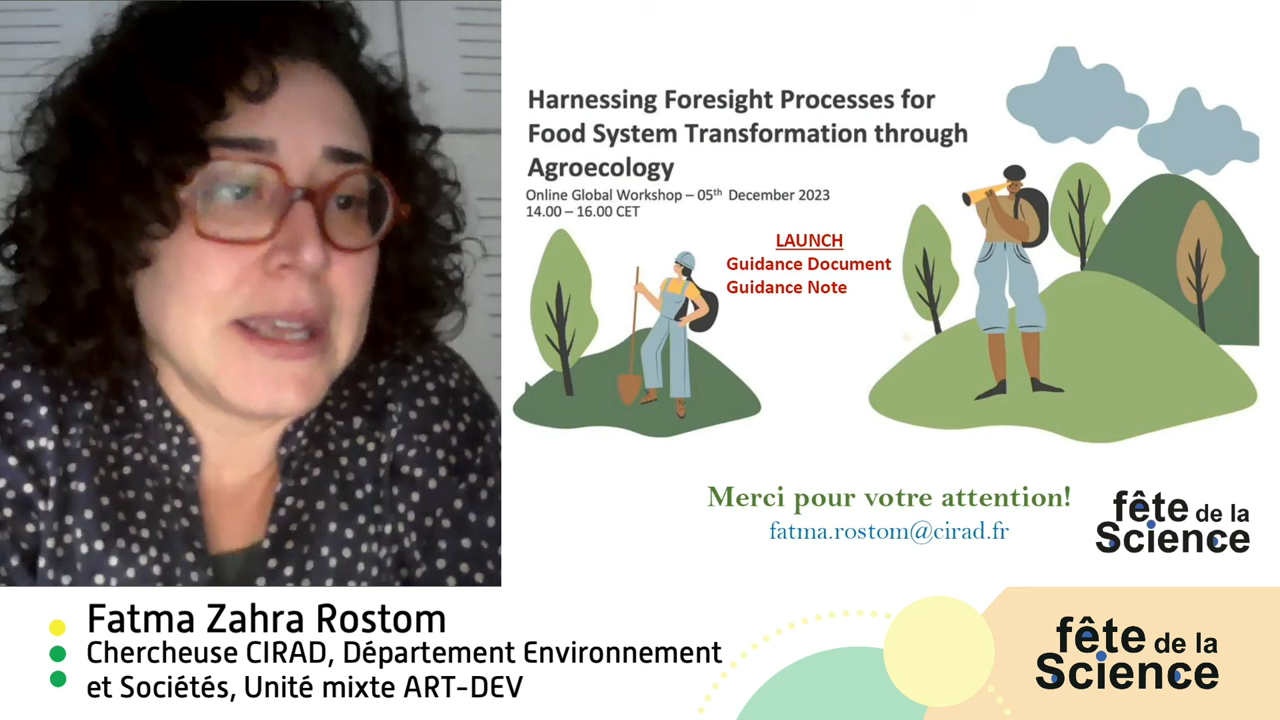 Harnessing Foresight Processes for
Food System Transformation through
Agroecology
Online Global Workshop – 05th December 2023
14.00 – 16.00 CET
LAUNCH
Guidance Document
Guidance Note
Merci pour votre attention!
fatma.rostom@cirad.fr
fête de la
Science
Fatma Zahra Rostom
Chercheuse CIRAD, Département Environnement
et Sociétés, Unité mixte ART-DEV
fête de la
Science